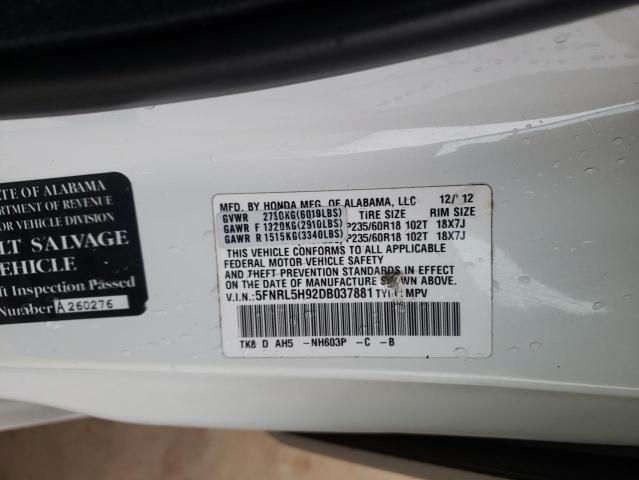 TE OF ALABAMA
RTMENT OF REVENUE
R VEHICLE DIVISION
LT SALVAGE
EHICLE
ft Inspection Passed
Number A260276
MFD. BY HONDA MFG. OF ALABAMA, LLC 12/12
GVWR 2730KG(6019LBS) TIRE SIZE RIM SIZE
GAWR F 1320KG(2910LBS) P235/60R18 102T 18X7J
GAWR R 1515KG(3340LBS) P235/60R18 102T 18X7J
THIS VEHICLE CONFORMS TO ALL APPLICABLE
FEDERAL MOTOR VEHICLE SAFETY
AND THEFT PREVENTION STANDARDS IN EFFECT
ON THE DATE OF MANUFACTURE SHOWN ABOVE.
V.I.N.:5FNRL5H92DB037881 TYPE:MPV
TK8 D AH5 -NH603P -C -B